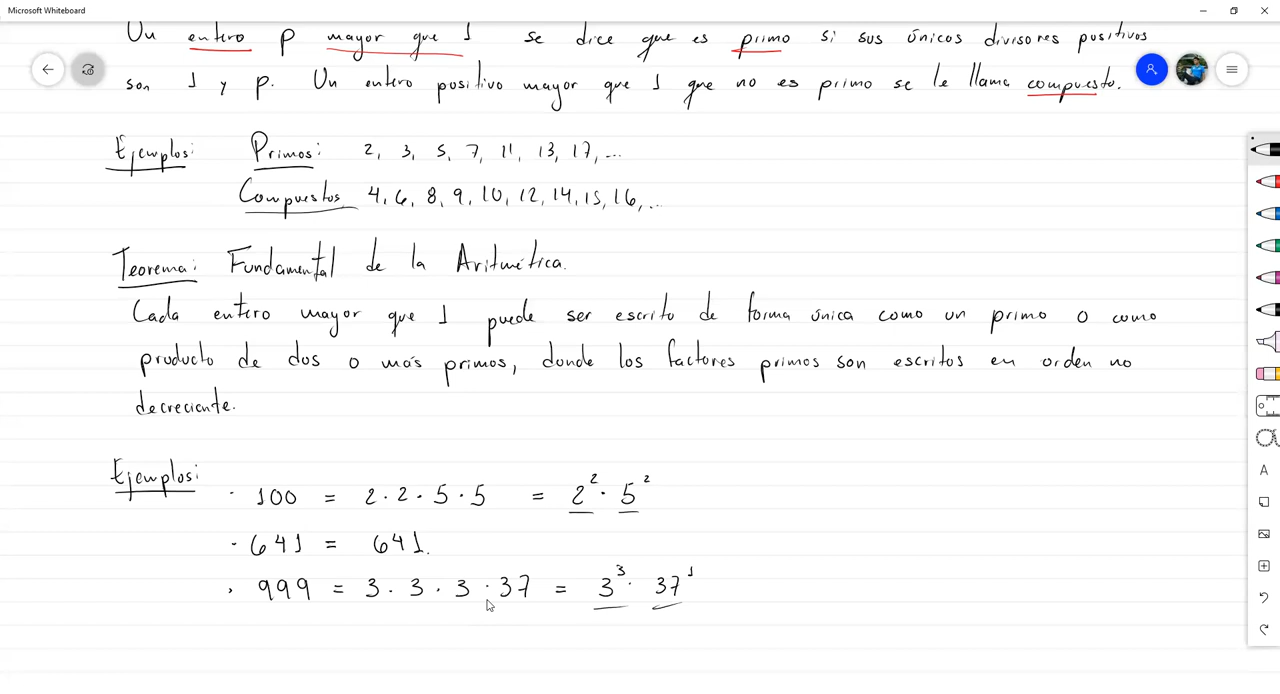 Microsoft Whiteboard
Un entero p mayor que 1 se dice que es primo si sus únicos divisores positivos
son 1 y p. Un entero positivo mayor que 1 que no es primo se le llama compuesto.
Ejemplos: Primos: 2, 3, 5, 7, 11, 13, 17, ...
Compuestos 4, 6, 8, 9, 10, 12, 14, 15, 16, ...
Teorema: Fundamental de la Aritmética.
Cada entero mayor que 1 puede ser escrito de forma única como un primo o como
producto de dos o más primos, donde los factores primos son escritos en orden no
decreciente.
Ejemplos:
· 100 = 2 · 2 · 5 · 5 = 2² · 5²
· 641 = 641.
· 999 = 3 · 3 · 3 · 37 = 3³ · 37¹